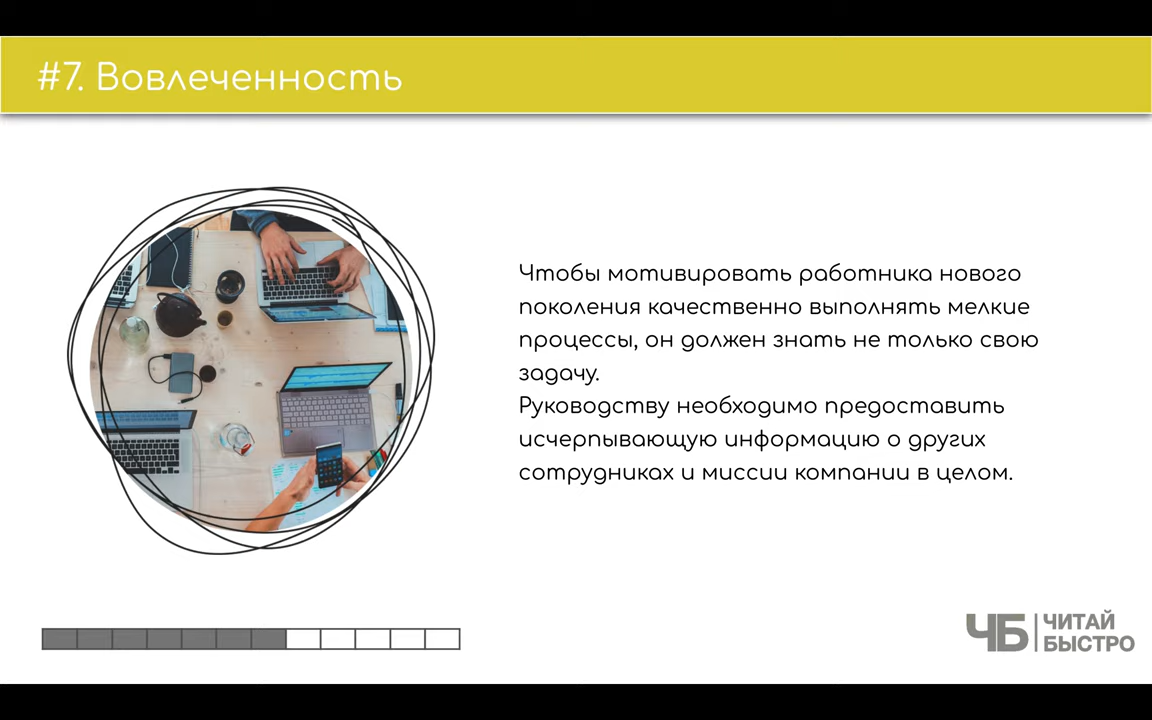 #7. Вовлеченность
Чтобы мотивировать работника нового
поколения качественно выполнять мелкие
процессы, он должен знать не только свою
задачу.
Руководству необходимо предоставить
исчерпывающую информацию о других
сотрудниках и миссии компании в целом.
ЧБ
ЧИТАЙ
БЫСТРО